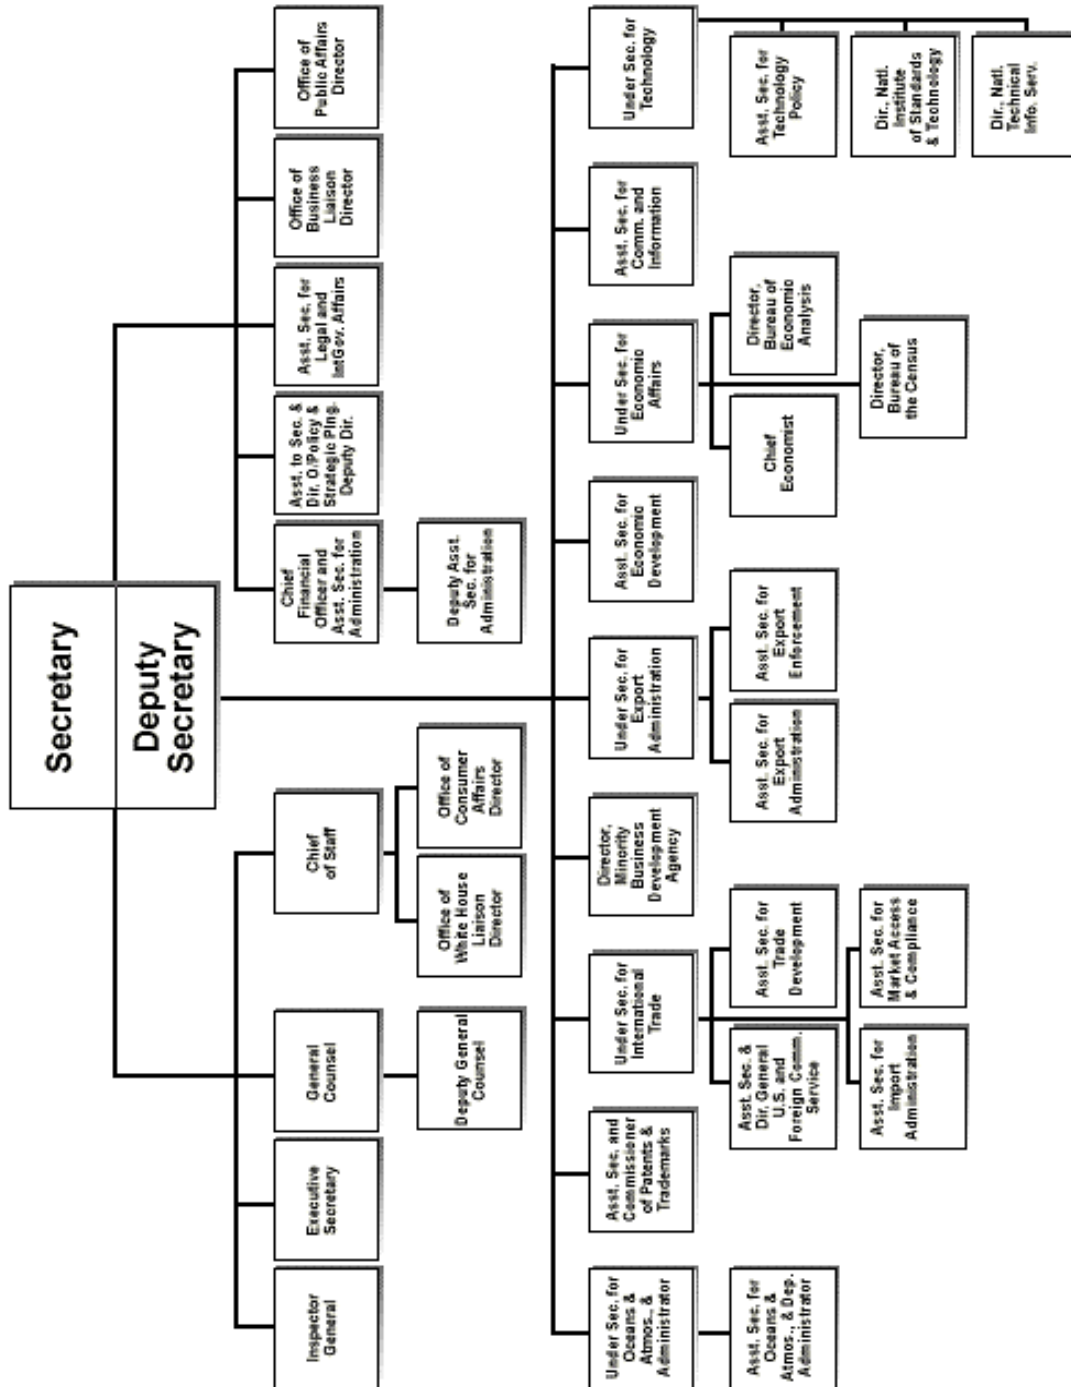 Secretary
Deputy
Secretary
Inspector
General
Executive
Secretary
General
Counsel
Chief
of Staff
Chief
Financial
Officer and
Asst. Sec. for
Administration
Asst. to Sec. &
Dir. O/Policy &
Strategic Plng.
Deputy Dir.
Asst. Sec. for
Legal and
IntGov. Affairs
Office of
Business
Liaison
Director
Office of
Public Affairs
Director
Deputy General
Counsel
Office of
White House
Liaison
Director
Office of
Consumer
Affairs
Director
Deputy Asst.
Sec. for
Administration
Under Sec. for
Oceans &
Atmos., &
Administrator
Asst. Sec. and
Commissioner
of Patents &
Trademarks
Under Sec. for
International
Trade
Director,
Minority
Business
Development
Agency
Under Sec. for
Export
Administration
Asst. Sec. for
Economic
Development
Under Sec. for
Economic
Affairs
Asst. Sec. for
Comm. and
Information
Under Sec. for
Technology
Asst. Sec. for
Oceans &
Atmos., & Dep.
Administrator
Asst. Sec. &
Dir. General
U.S. and
Foreign Comm.
Service
Asst. Sec. for
Trade
Development
Asst. Sec. for
Export
Administration
Asst. Sec. for
Export
Enforcement
Chief
Economist
Director,
Bureau of
Economic
Analysis
Asst. Sec. for
Technology
Policy
Dir., Natl.
Institute
of Standards
& Technology
Dir., Natl.
Technical
Info. Serv.
Asst. Sec. for
Import
Administration
Asst. Sec. for
Market Access
& Compliance
Director,
Bureau of
the Census